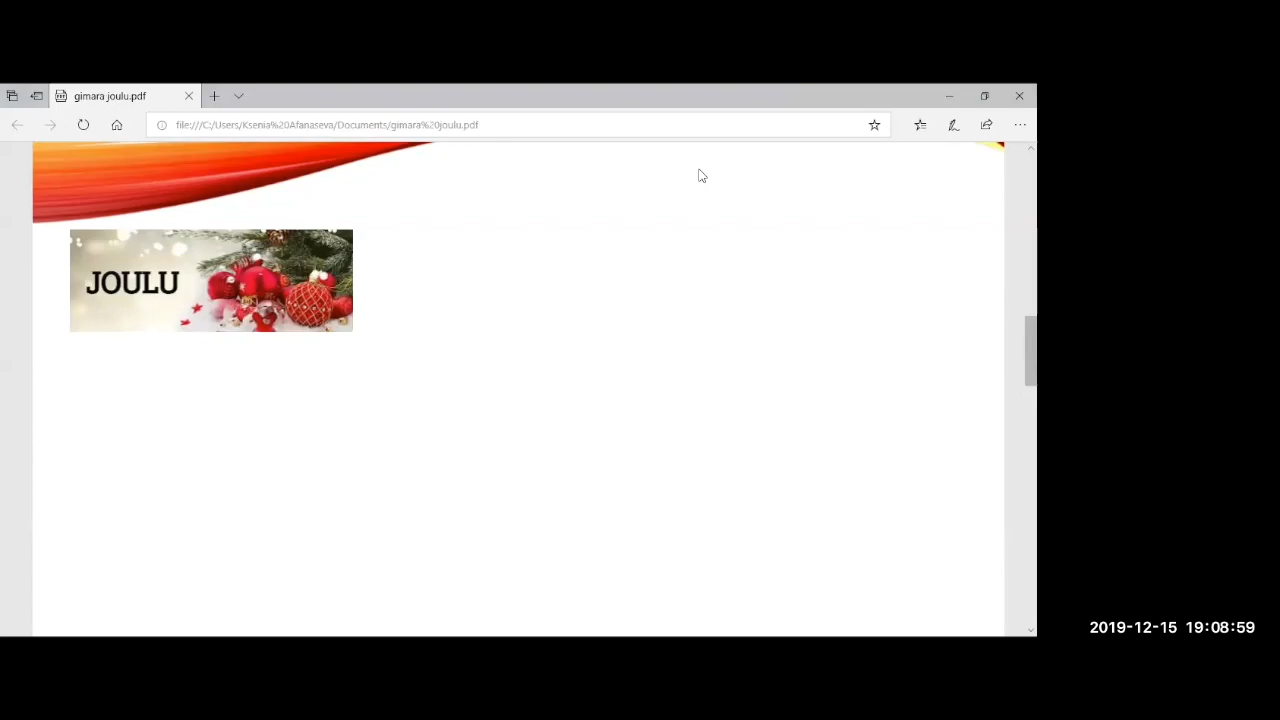 gimara joulu.pdf
file:///C:/Users/Ksenia%20Afanaseva/Documents/gimara%20joulu.pdf
JOULU
2019-12-15 19:08:59